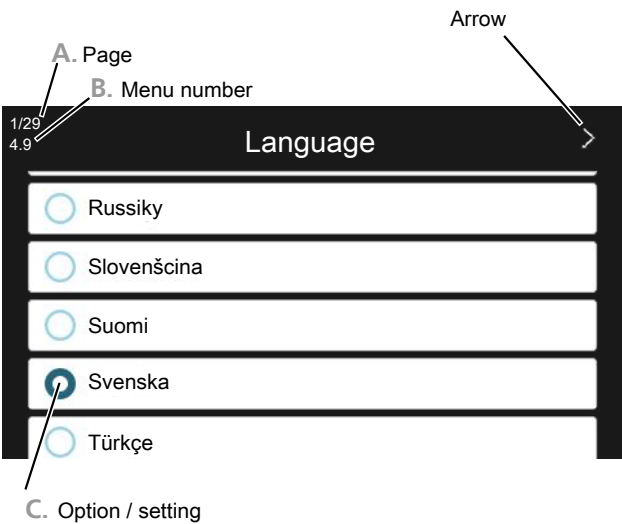 Arrow
A. Page
B. Menu number
1/29
4.9
Language
Russiky
Slovenšcina
Suomi
Svenska
Türkçe
C. Option / setting